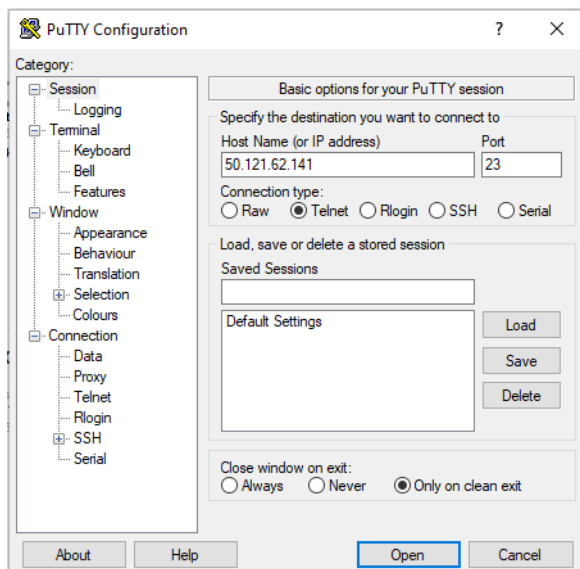 PuTTY Configuration
?
Category:
Session
Logging
Terminal
Keyboard
Bell
Features
Window
Appearance
Behaviour
Translation
Selection
Colours
Connection
Data
Proxy
Telnet
Rlogin
SSH
Serial
Basic options for your PuTTY session
Specify the destination you want to connect to
Host Name (or IP address) Port
50.121.62.141 23
Connection type:
Raw Telnet Rlogin SSH Serial
Load, save or delete a stored session
Saved Sessions
Default Settings
Load
Save
Delete
Close window on exit:
Always Never Only on clean exit
About Help Open Cancel